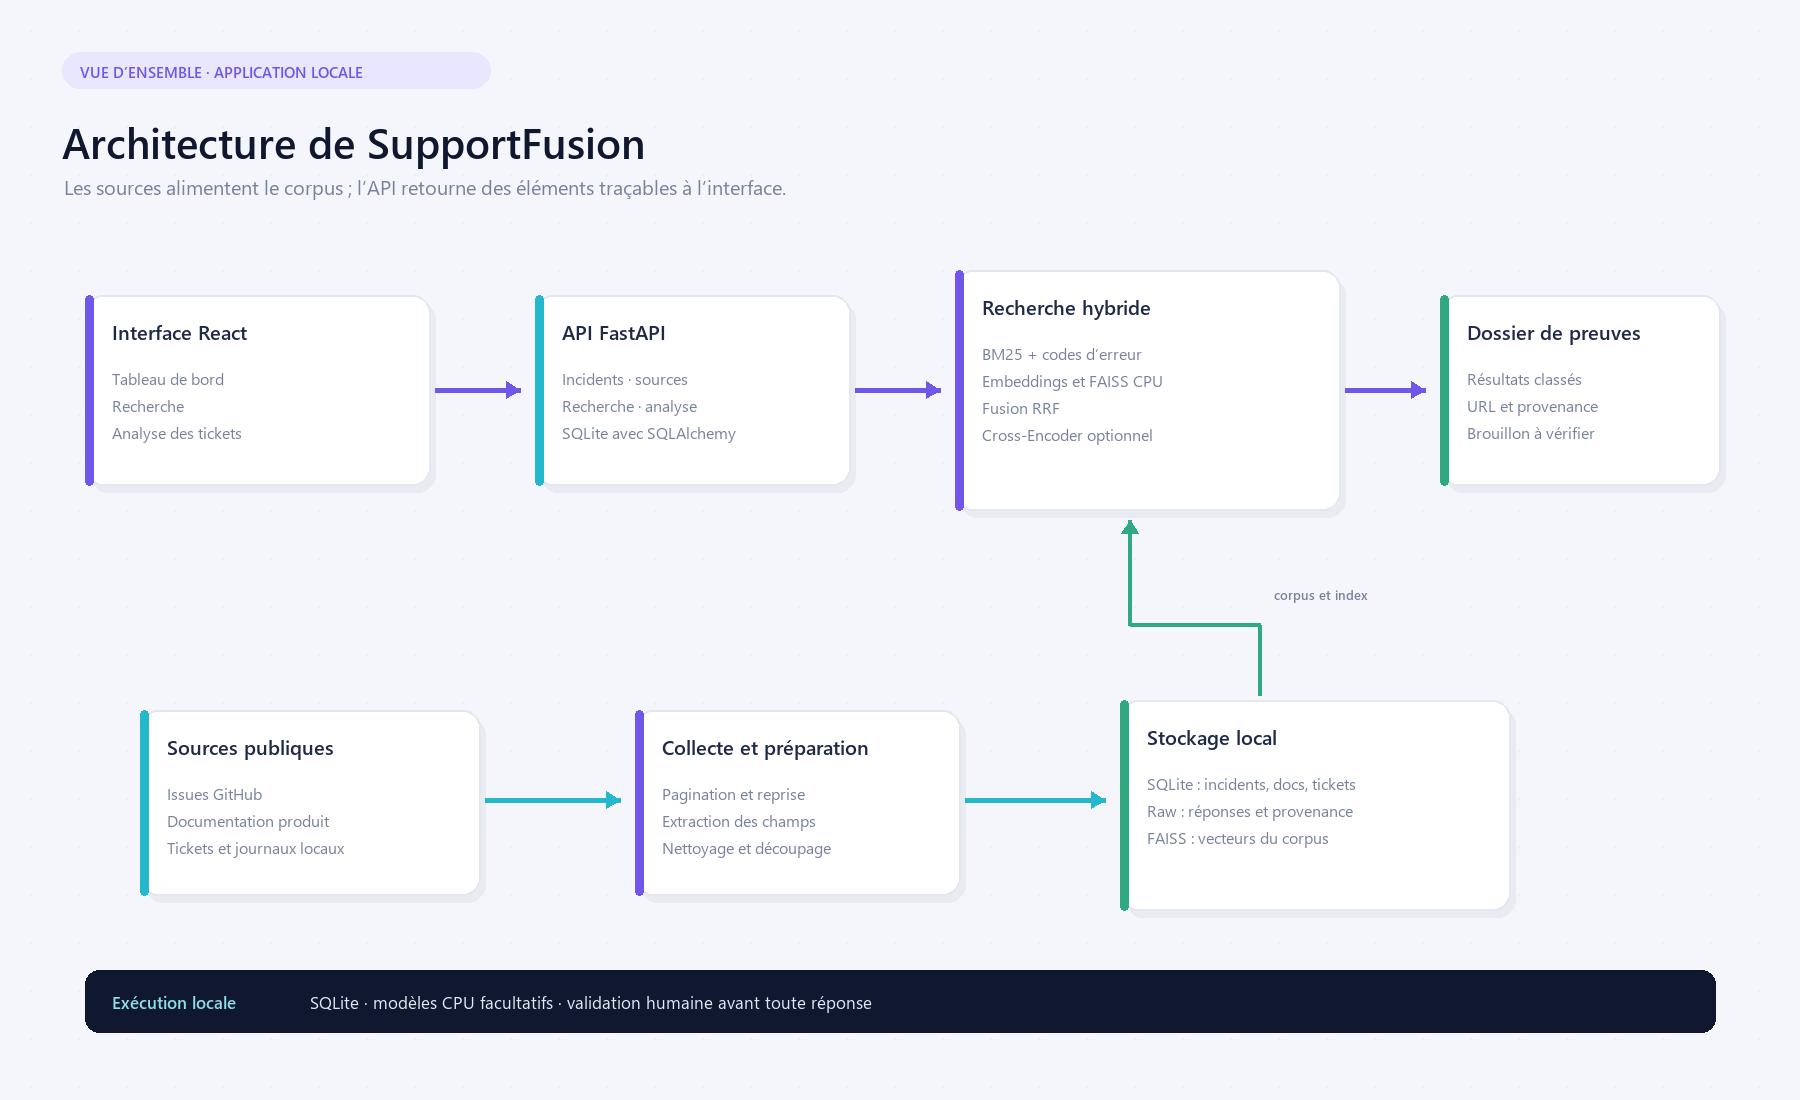 VUE D’ENSEMBLE · APPLICATION LOCALE
Architecture de SupportFusion
Les sources alimentent le corpus ; l’API retourne des éléments traçables à l’interface.
Interface React
Tableau de bord
Recherche
Analyse des tickets
API FastAPI
Incidents · sources
Recherche · analyse
SQLite avec SQLAlchemy
Recherche hybride
BM25 + codes d’erreur
Embeddings et FAISS CPU
Fusion RRF
Cross-Encoder optionnel
Dossier de preuves
Résultats classés
URL et provenance
Brouillon à vérifier
corpus et index
Sources publiques
Issues GitHub
Documentation produit
Tickets et journaux locaux
Collecte et préparation
Pagination et reprise
Extraction des champs
Nettoyage et découpage
Stockage local
SQLite : incidents, docs, tickets
Raw : réponses et provenance
FAISS : vecteurs du corpus
Exécution locale
SQLite · modèles CPU facultatifs · validation humaine avant toute réponse